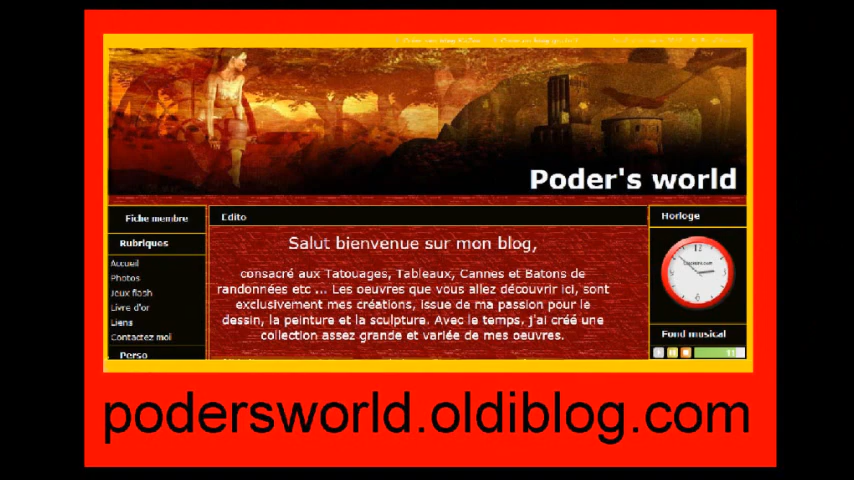 Poder's world
Fiche membre
Rubriques
Accueil
Photos
Jeux flash
Livre d'or
Liens
Contactez moi
Perso
Edito
Salut bienvenue sur mon blog,
consacré aux Tatouages, Tableaux, Cannes et Batons de
randonnées etc ... Les oeuvres que vous allez découvrir ici, sont
exclusivement mes créations, issue de ma passion pour le
dessin, la peinture et la sculpture. Avec le temps, j'ai créé une
collection assez grande et variée de mes oeuvres.
Horloge
12
Fond musical
podersworld.oldiblog.com